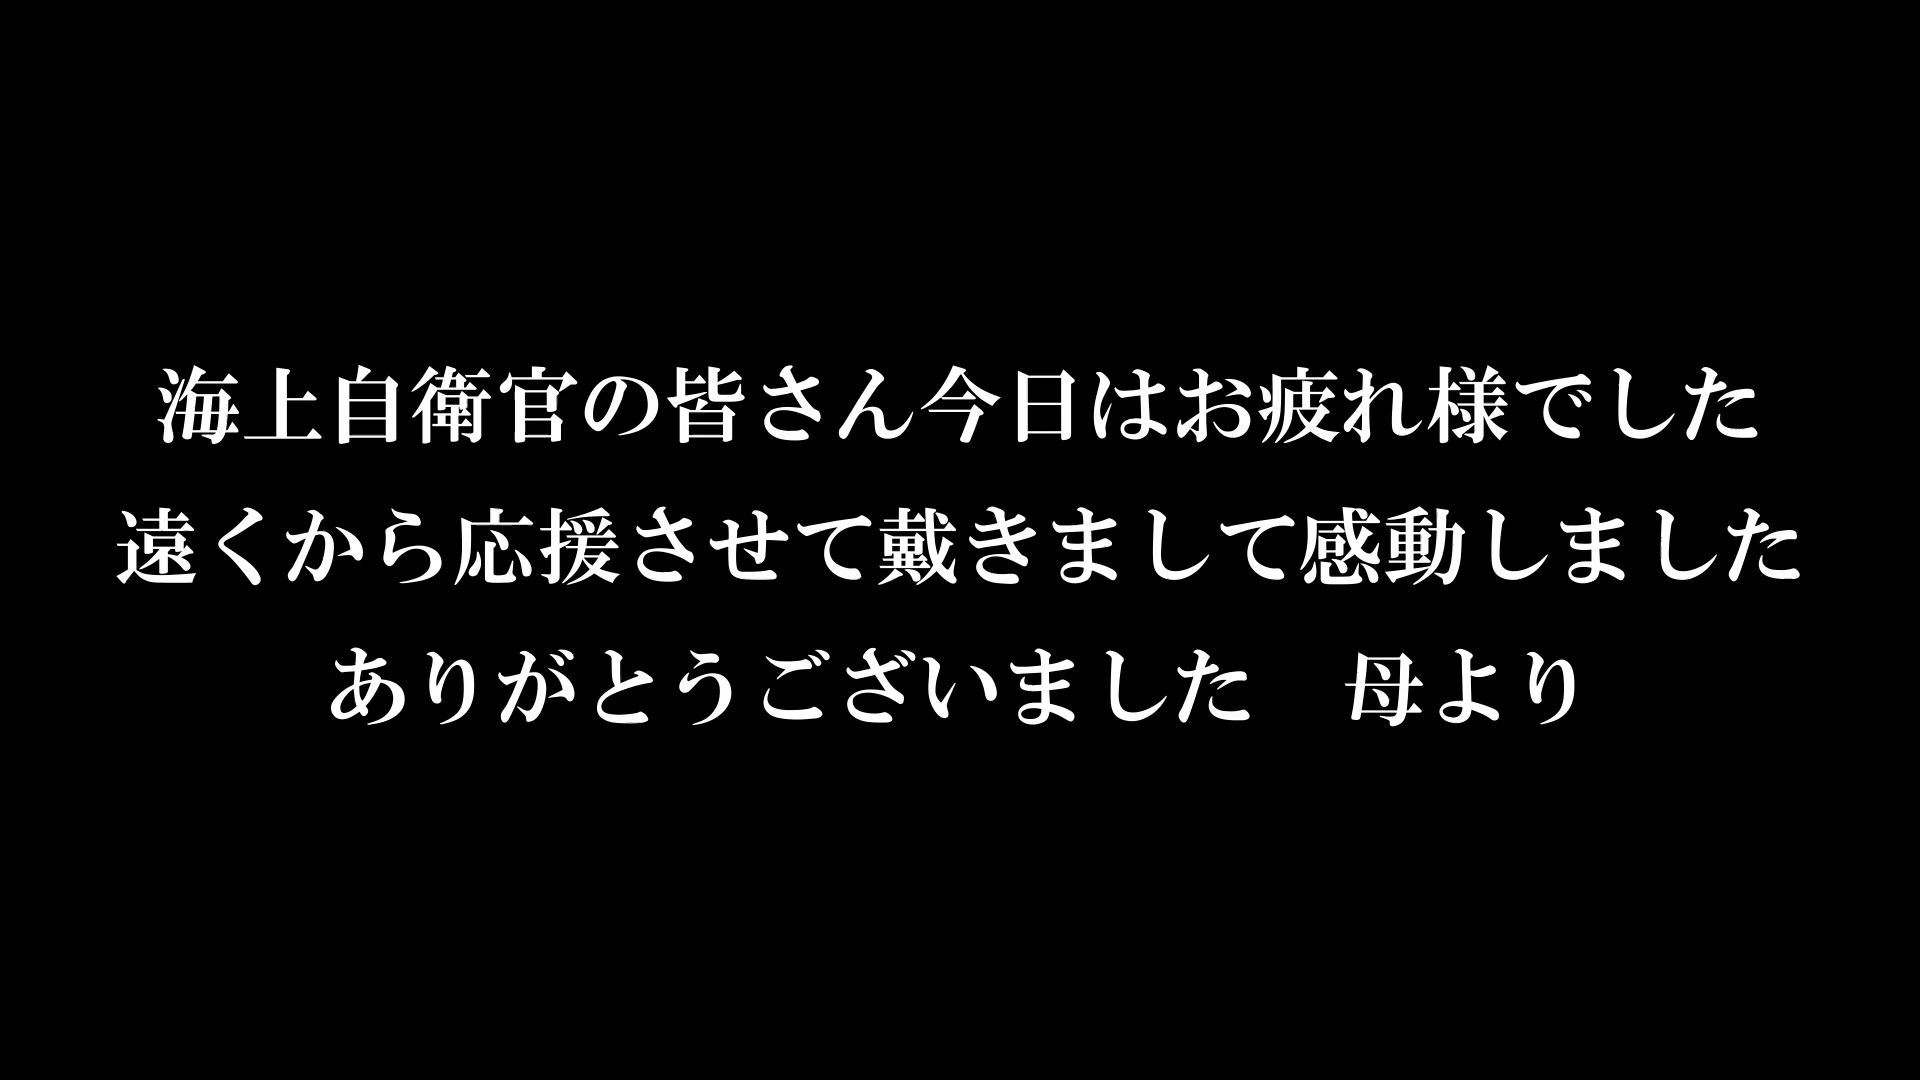 海上自衛官の皆さん今日はお疲れ様でした
遠くから応援させて戴きまして感動しました
ありがとうございました　母より